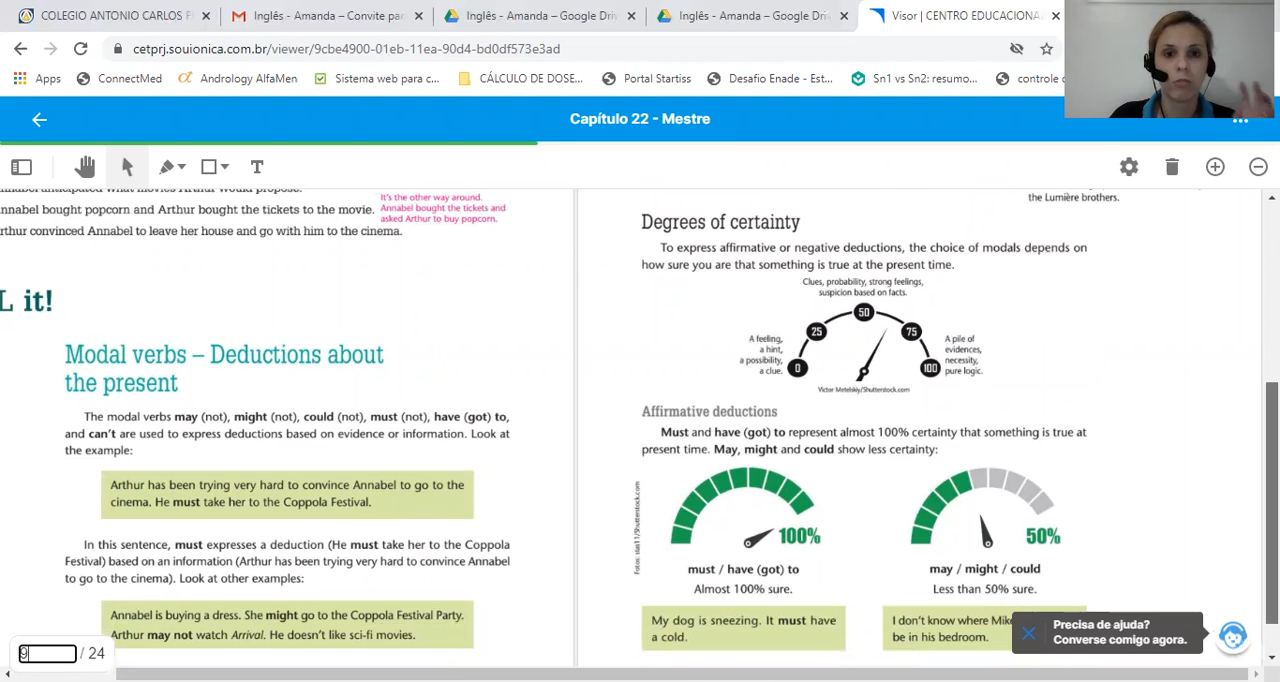 COLEGIO ANTONIO CARLOS
Inglês - Amanda – Convite par
Inglês - Amanda – Google Dri
Inglês - Amanda – Google Dri
Visor | CENTRO EDUCACIONA
cetprj.souionica.com.br/viewer/9cbe4900-01eb-11ea-90d4-bd0df573e3ad
Apps
ConnectMed
Andrology AlfaMen
Sistema web para c...
CÁLCULO DE DOSE...
Portal Startiss
Desafio Enade - Est...
Sn1 vs Sn2: resumo...
controle
Capítulo 22 - Mestre
T
nnabel anticipated what movies Arthur would propose.
nnabel bought popcorn and Arthur bought the tickets to the movie.
rthur convinced Annabel to leave her house and go with him to the cinema.
It's the other way around.
Annabel bought the tickets and
asked Arthur to buy popcorn.
L it!
Modal verbs – Deductions about
the present
The modal verbs may (not), might (not), could (not), must (not), have (got) to,
and can't are used to express deductions based on evidence or information. Look at
the example:
Arthur has been trying very hard to convince Annabel to go to the
cinema. He must take her to the Coppola Festival.
In this sentence, must expresses a deduction (He must take her to the Coppola
Festival) based on an information (Arthur has been trying very hard to convince Annabel
to go to the cinema). Look at other examples:
Annabel is buying a dress. She might go to the Coppola Festival Party.
Arthur may not watch Arrival. He doesn't like sci-fi movies.
9 / 24
the Lumière brothers.
Degrees of certainty
To express affirmative or negative deductions, the choice of modals depends on
how sure you are that something is true at the present time.
Clues, probability, strong feelings,
suspicion based on facts.
A feeling,
a hint,
a possibility,
a clue.
0
25
50
75
100
A pile of
evidences,
necessity,
pure logic.
Victor Metelskiy/Shutterstock.com
Affirmative deductions
Must and have (got) to represent almost 100% certainty that something is true at
present time. May, might and could show less certainty:
Fotos: stas11/Shutterstock.com
100%
must / have (got) to
Almost 100% sure.
My dog is sneezing. It must have
a cold.
50%
may / might / could
Less than 50% sure.
I don't know where Mike
be in his bedroom.
Precisa de ajuda?
Converse comigo agora.